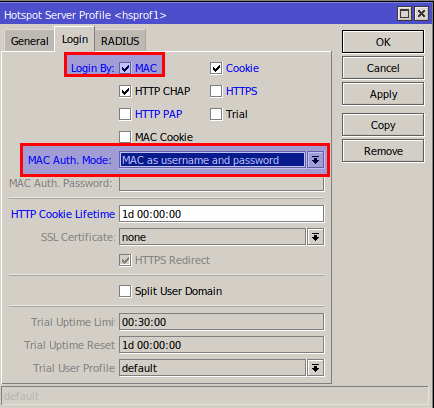 Hotspot Server Profile <hsprof1>
General Login RADIUS
Login By: MAC Cookie
HTTP CHAP HTTPS
HTTP PAP Trial
MAC Cookie
MAC Auth. Mode: MAC as username and password
MAC Auth. Password:
HTTP Cookie Lifetime 1d 00:00:00
SSL Certificate: none
HTTPS Redirect
Split User Domain
Trial Uptime Limi 00:30:00
Trial Uptime Reset 1d 00:00:00
Trial User Profile default
OK
Cancel
Apply
Copy
Remove
default